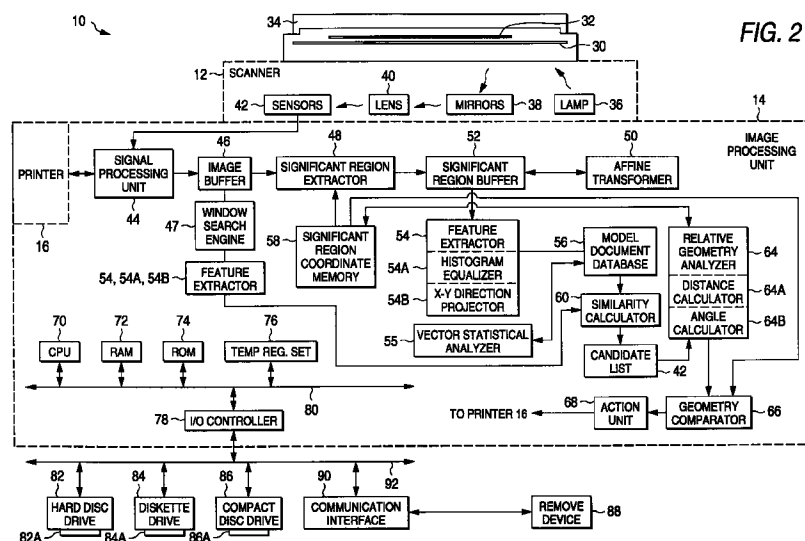 FIG. 2
10
34
32
30
12
SCANNER
40
42
SENSORS
LENS
MIRRORS
38
LAMP
36
14
IMAGE PROCESSING UNIT
PRINTER
16
SIGNAL PROCESSING UNIT
44
46
IMAGE BUFFER
48
SIGNIFICANT REGION EXTRACTOR
52
SIGNIFICANT REGION BUFFER
50
AFFINE TRANSFORMER
47
WINDOW SEARCH ENGINE
54, 54A, 54B
FEATURE EXTRACTOR
58
SIGNIFICANT REGION COORDINATE MEMORY
54
FEATURE EXTRACTOR
54A
HISTOGRAM EQUALIZER
54B
X-Y DIRECTION PROJECTOR
55
VECTOR STATISTICAL ANALYZER
56
MODEL DOCUMENT DATABASE
60
SIMILARITY CALCULATOR
CANDIDATE LIST
42
RELATIVE GEOMETRY ANALYZER
64
DISTANCE CALCULATOR
64A
ANGLE CALCULATOR
64B
70
CPU
72
RAM
74
ROM
76
TEMP REG. SET
80
78
I/O CONTROLLER
TO PRINTER 16
68
ACTION UNIT
GEOMETRY COMPARATOR
66
92
82
HARD DISC DRIVE
82A
84
DISKETTE DRIVE
84A
86
COMPACT DISC DRIVE
86A
90
COMMUNICATION INTERFACE
REMOVE DEVICE
88